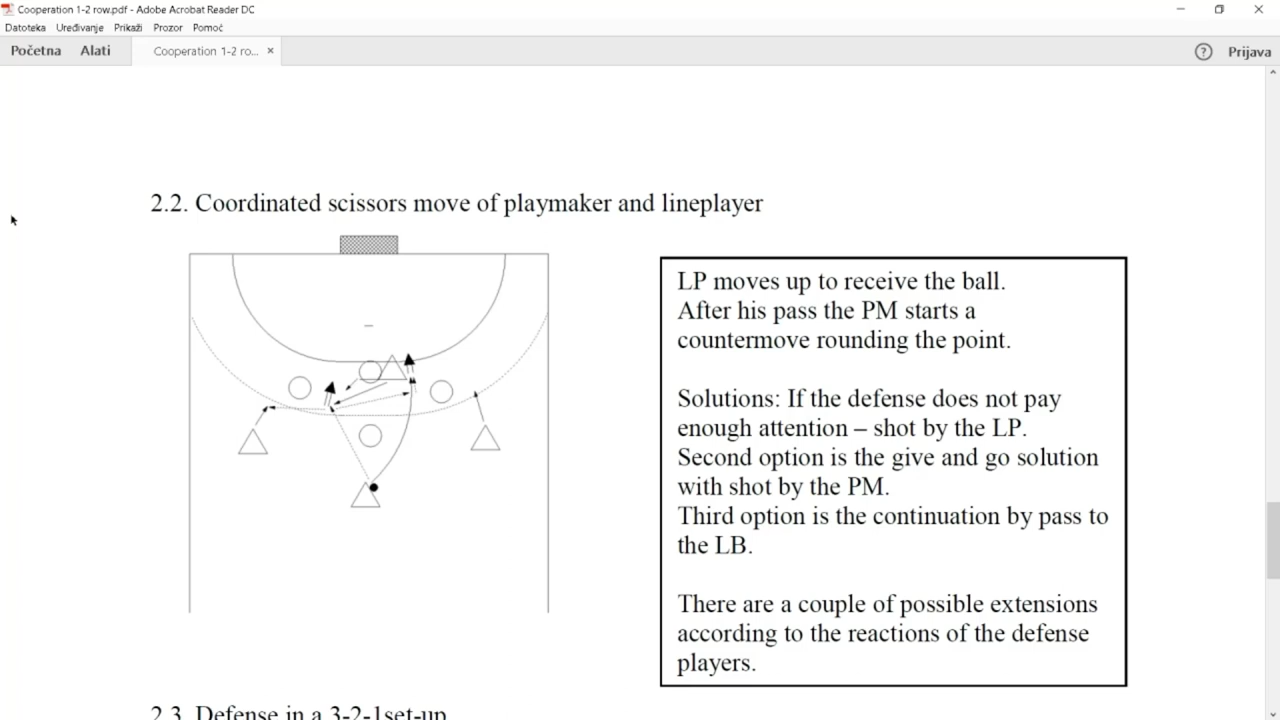 Cooperation 1-2 row.pdf - Adobe Acrobat Reader DC
Datoteka Uređivanje Prikaži Prozor Pomoć
Početna Alati Cooperation 1-2 ro... × ? Prijava
2.2. Coordinated scissors move of playmaker and lineplayer
LP moves up to receive the ball.
After his pass the PM starts a
countermove rounding the point.
Solutions: If the defense does not pay
enough attention – shot by the LP.
Second option is the give and go solution
with shot by the PM.
Third option is the continuation by pass to
the LB.
There are a couple of possible extensions
according to the reactions of the defense
players.
2.3. Defense in a 3-2-1set-up